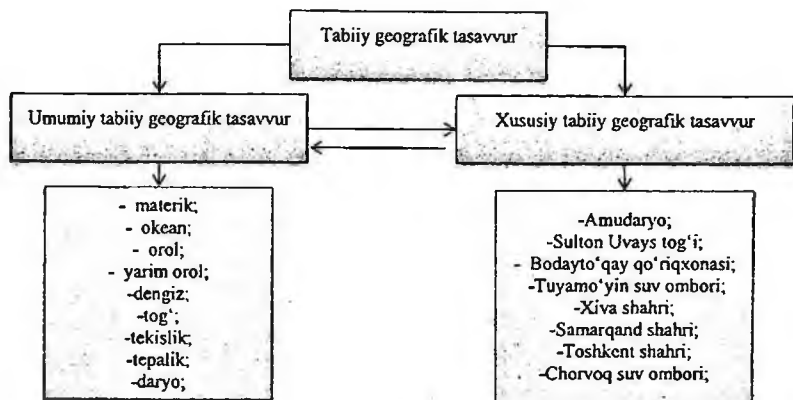 Tabiiy geografik tasavvur
Umumiy tabiiy geografik tasavvur
Xususiy tabiiy geografik tasavvur
- materik;
- okean;
- orol;
- yarim orol;
-dengiz;
-tog‘;
-tekislik;
-tepalik;
-daryo;
-Amudaryo;
-Sulton Uvays tog‘i;
- Bodayto‘qay qo‘riqxonasi;
-Tuyamo‘yin suv ombori;
-Xiva shahri;
-Samarqand shahri;
-Toshkent shahri;
-Chorvoq suv ombori;